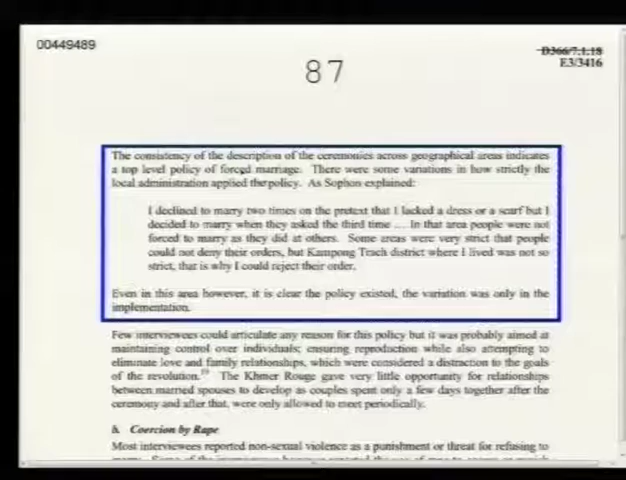 00449489
87
D366/7.1.18
E3/3416
The consistency of the description of the ceremonies across geographical areas indicates
a top level policy of forced marriage. There were some variations in how strictly the
local administration applied the policy. As Sophon explained:
I declined to marry two times on the pretext that I lacked a dress or a scarf but I
decided to marry when they asked the third time … In that area people were not
forced to marry as they did at others. Some areas were very strict that people
could not deny their orders, but Kampong Trach district where I lived was not so
strict, that is why I could reject their order.
Even in this area however, it is clear the policy existed, the variation was only in the
implementation.
Few interviewees could articulate any reason for this policy but it was probably aimed at
maintaining control over individuals; ensuring reproduction while also attempting to
eliminate love and family relationships, which were considered a distraction to the goals
of the revolution. The Khmer Rouge gave very little opportunity for relationships
between married spouses to develop as couples spent only a few days together after the
ceremony and after that, were only allowed to meet periodically.
b. Coercion by Rape
Most interviewees reported non-sexual violence as a punishment or threat for refusing to